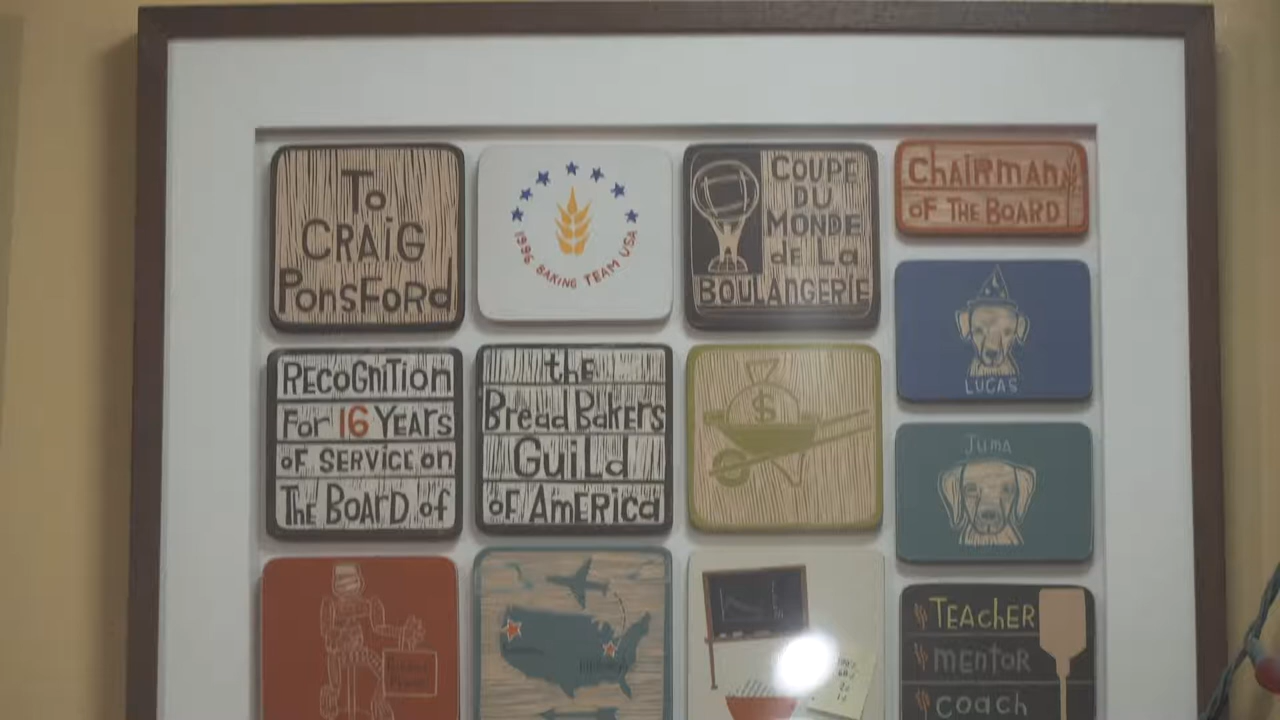 To
CRAIG
PonsFord
1996 BAKING TEAM USA
COUPE
DU
MONDE
de La
BOULANGERIE
CHAIRMAN
OF THE BOARD
LUCAS
RECOGNITION
For 16 YEARS
OF SERVICE on
THE BOARD of
the
Bread Bakers
GuiLd
OF AMERICA
$
Juma
TEACHER
MENTOR
COACH